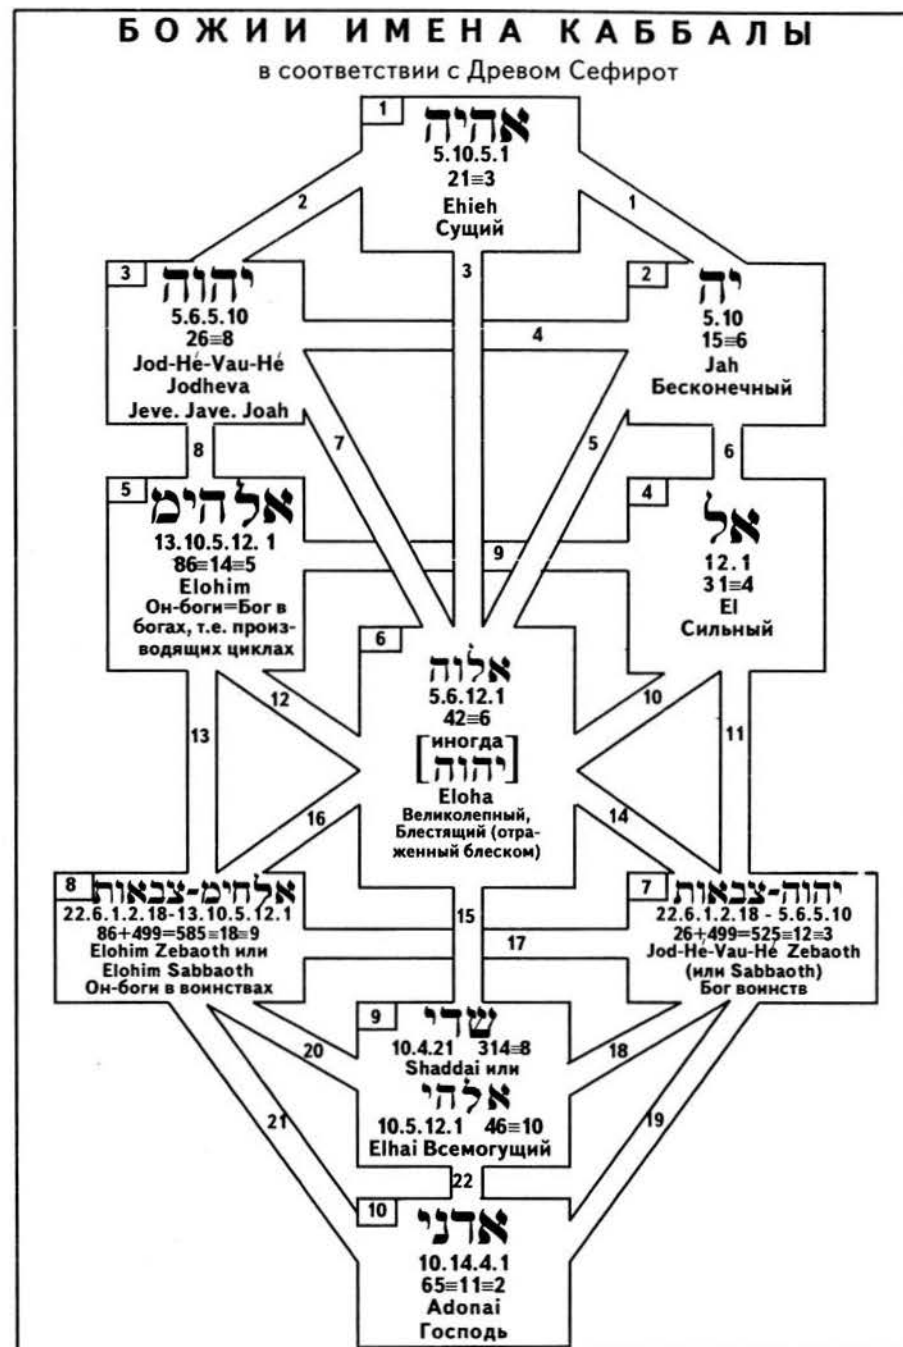 БОЖИИ ИМЕНА КАББАЛЫ
в соответствии с Древом Сефирот
1
אהיה
5.10.5.1
21≡3
Ehieh
Сущий
2
1
3
3
יהוה
5.6.5.10
26≡8
Jod-Hé-Vau-Hé
Jodheva
Jeve. Jave. Joah
2
יה
5.10
15≡6
Jah
Бесконечный
4
7
5
8
6
5
אלהימ
13.10.5.12. 1
86≡14≡5
Elohim
Он-боги=Бог в
богах, т.е. произ-
водящих циклах
4
אל
12.1
31≡4
El
Сильный
9
6
אלוה
5.6.12.1
42≡6
[иногда
יהוה]
Eloha
Великолепный,
Блестящий (отра-
женный блеском)
12
10
13
11
16
14
8
אלהימ-צבאות
22.6.1.2.18-13.10.5.12.1
86+499=585≡18≡9
Elohim Zebaoth или
Elohim Sabbaoth
Он-боги в воинствах
7
יהוה-צבאות
22.6.1.2.18 - 5.6.5.10
26+499=525≡12≡3
Jod-Hé-Vau-Hé Zebaoth
(или Sabbaoth)
Бог воинств
15
17
9
שדי
10.4.21 314≡8
Shaddai или
אלהי
10.5.12.1 46≡10
Elhai Всемогущий
20
18
21
19
22
10
אדני
10.14.4.1
65≡11≡2
Adonai
Господь